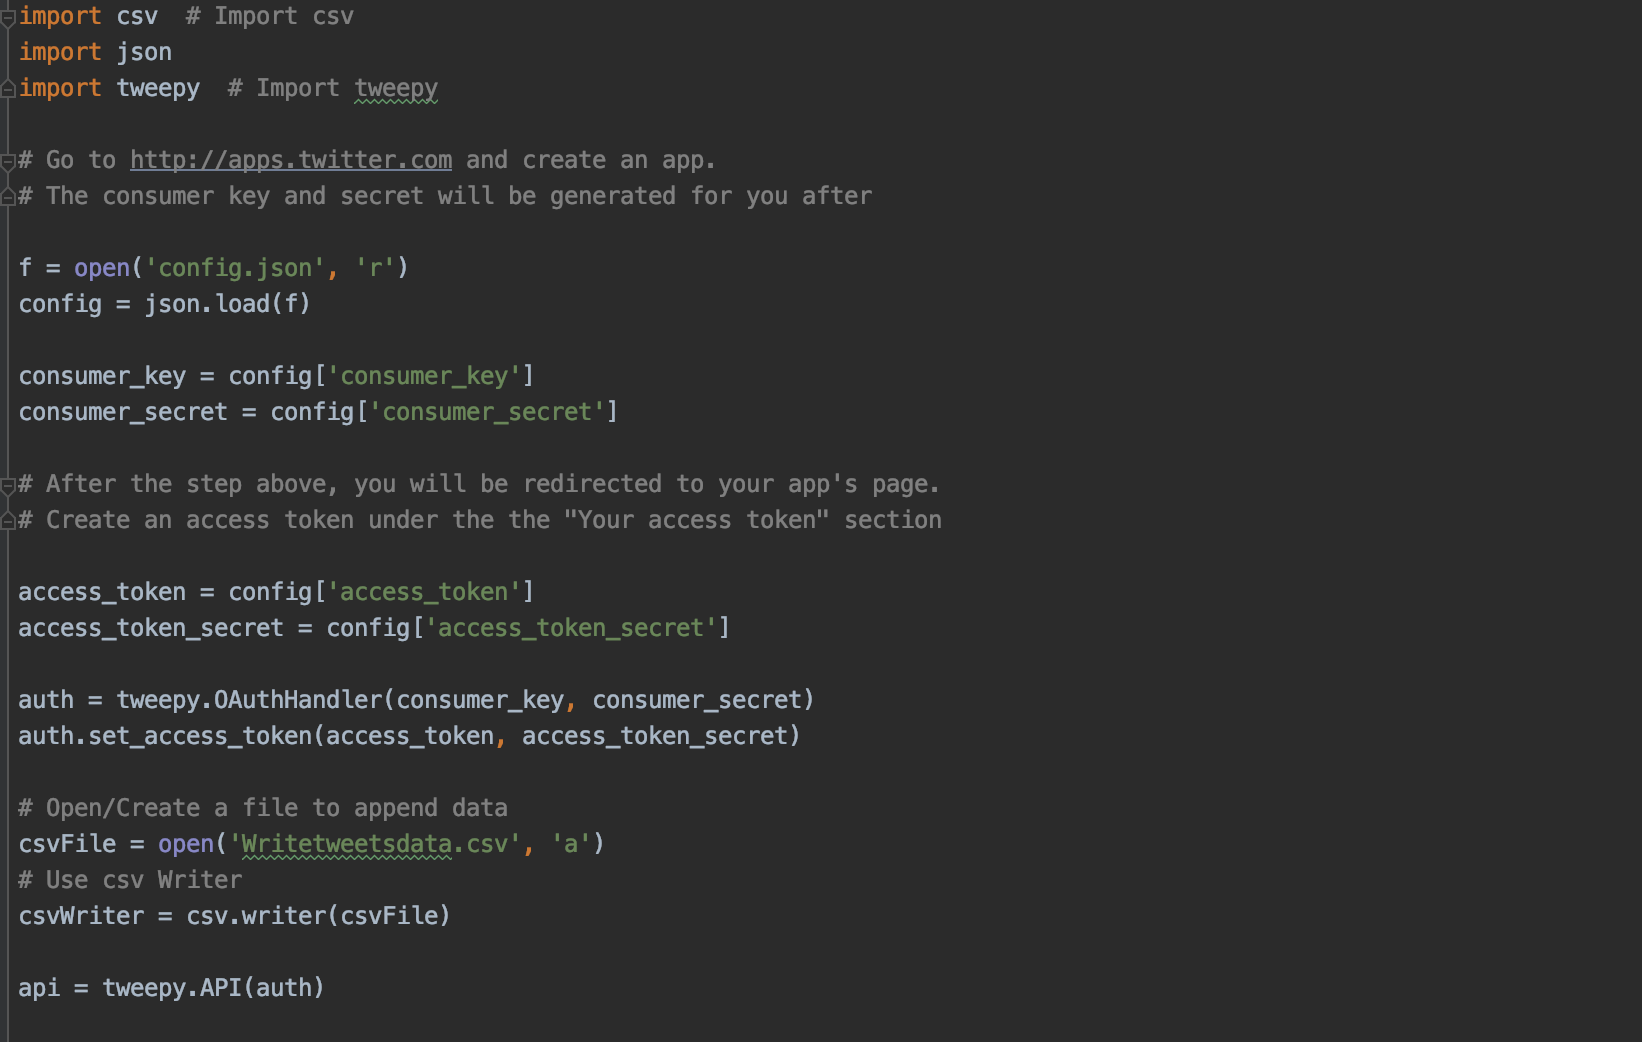 import csv  # Import csv
import json
import tweepy  # Import tweepy
# Go to http://apps.twitter.com and create an app.
# The consumer key and secret will be generated for you after
f = open('config.json', 'r')
config = json.load(f)
consumer_key = config['consumer_key']
consumer_secret = config['consumer_secret']
# After the step above, you will be redirected to your app's page.
# Create an access token under the the "Your access token" section
access_token = config['access_token']
access_token_secret = config['access_token_secret']
auth = tweepy.OAuthHandler(consumer_key, consumer_secret)
auth.set_access_token(access_token, access_token_secret)
# Open/Create a file to append data
csvFile = open('Writetweetsdata.csv', 'a')
# Use csv Writer
csvWriter = csv.writer(csvFile)
api = tweepy.API(auth)